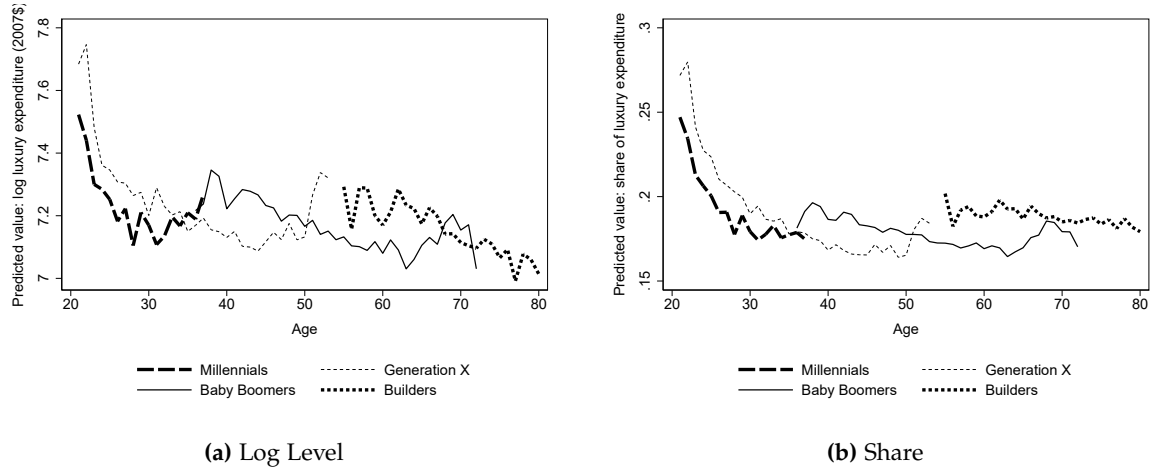 Predicted value: log luxury expenditure (2007$)
7.8
7.6
7.4
7.2
7
20 30 40 50 60 70 80
Age
Millennials Generation X
Baby Boomers Builders
(a) Log Level
Predicted value: share of luxury expenditure
.3
.25
.2
.15
20 30 40 50 60 70 80
Age
Millennials Generation X
Baby Boomers Builders
(b) Share